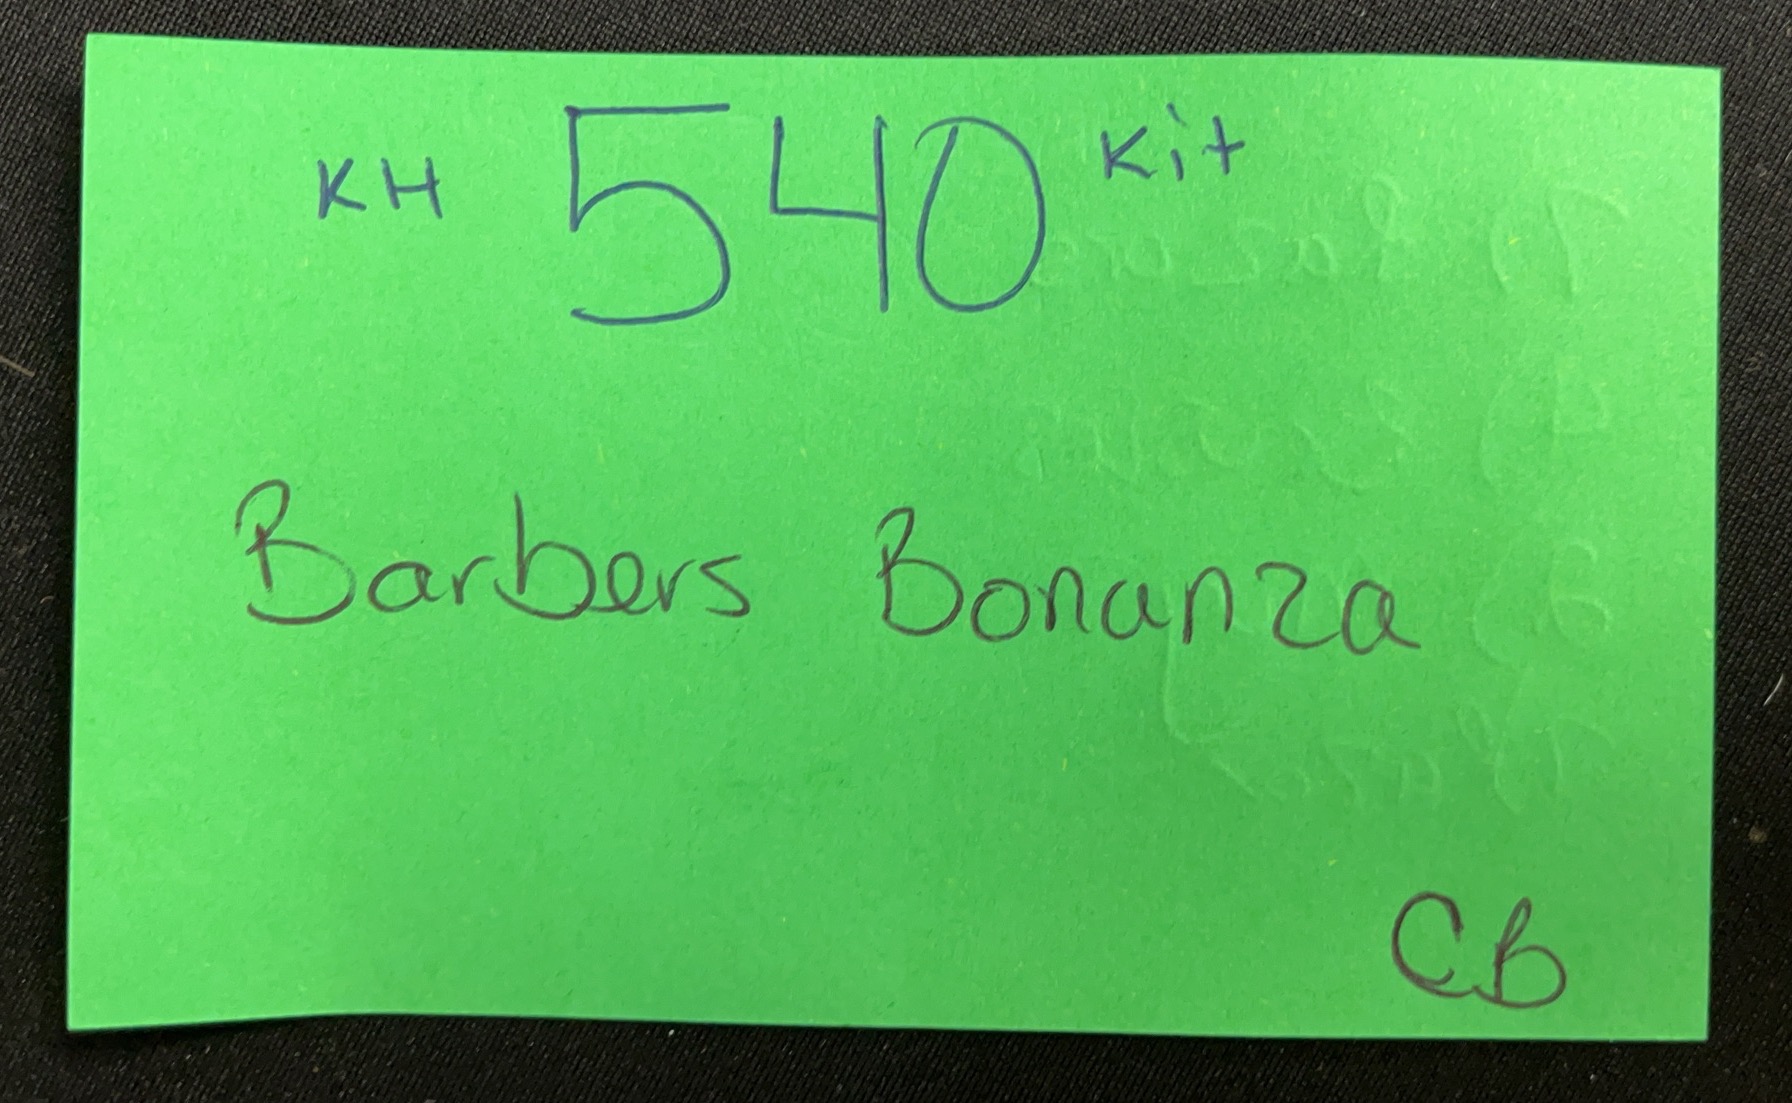 KH 540 Kit
Barbers Bonanza
CB